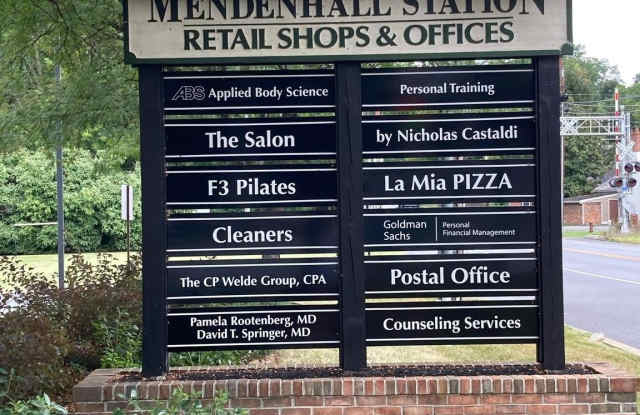 MENDENHALL STATION
RETAIL SHOPS & OFFICES
ABS Applied Body Science
The Salon
F3 Pilates
Cleaners
The CP Welde Group, CPA
Pamela Rootenberg, MD
David T. Springer, MD
Personal Training
by Nicholas Castaldi
La Mia PIZZA
Goldman Sachs
Personal Financial Management
Postal Office
Counseling Services